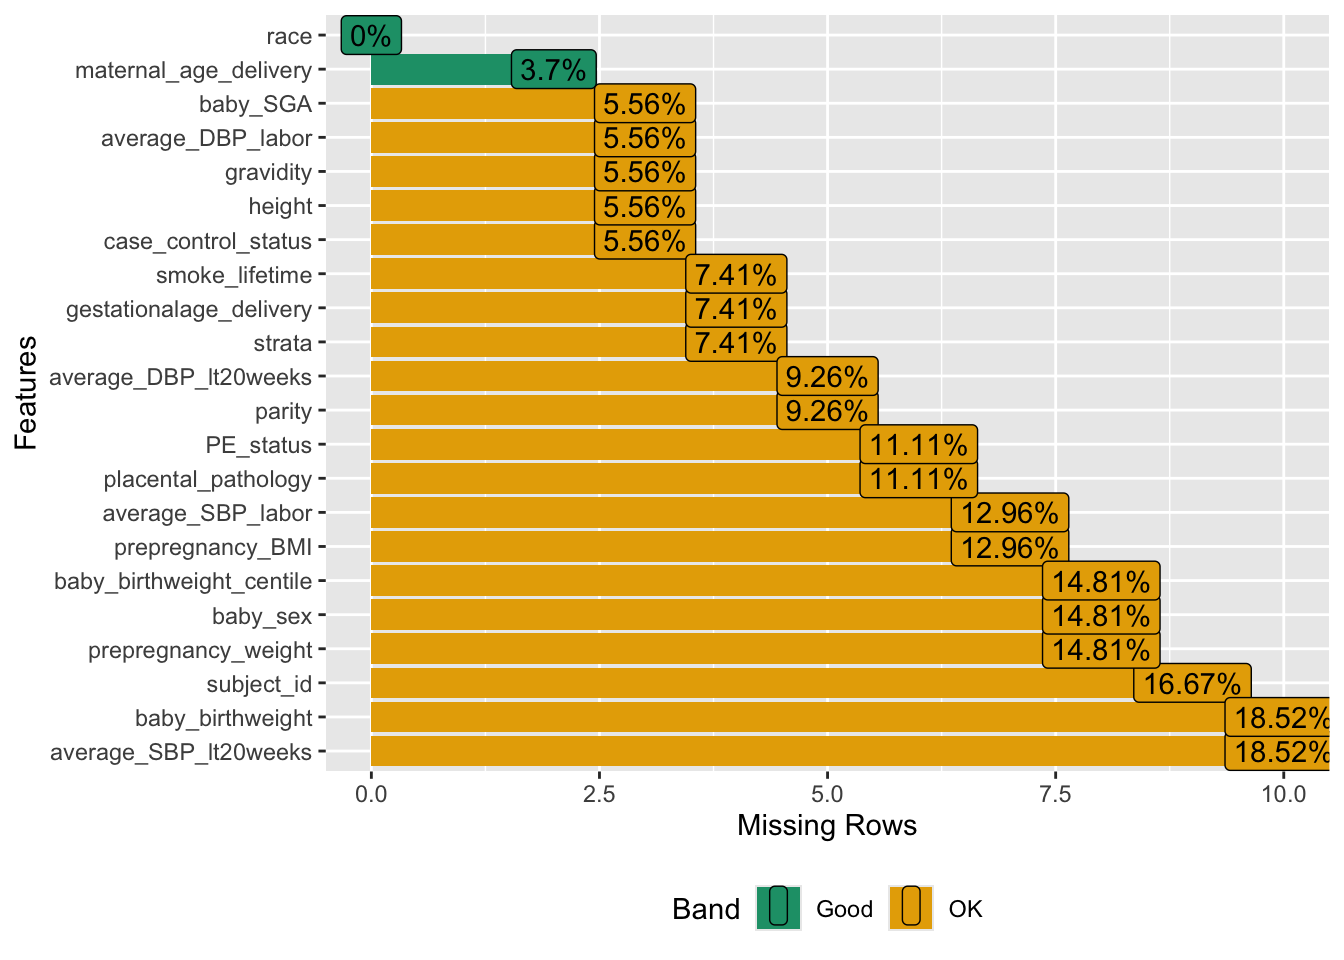 race 0%
maternal_age_delivery 3.7%
baby_SGA 5.56%
average_DBP_labor 5.56%
gravidity 5.56%
height 5.56%
case_control_status 5.56%
smoke_lifetime 7.41%
gestationalage_delivery 7.41%
strata 7.41%
average_DBP_lt20weeks 9.26%
parity 9.26%
PE_status 11.11%
placental_pathology 11.11%
average_SBP_labor 12.96%
prepregnancy_BMI 12.96%
baby_birthweight_centile 14.81%
baby_sex 14.81%
prepregnancy_weight 14.81%
subject_id 16.67%
baby_birthweight 18.52%
average_SBP_lt20weeks 18.52%
Features
0.0 2.5 5.0 7.5 10.0
Missing Rows
Band Good OK